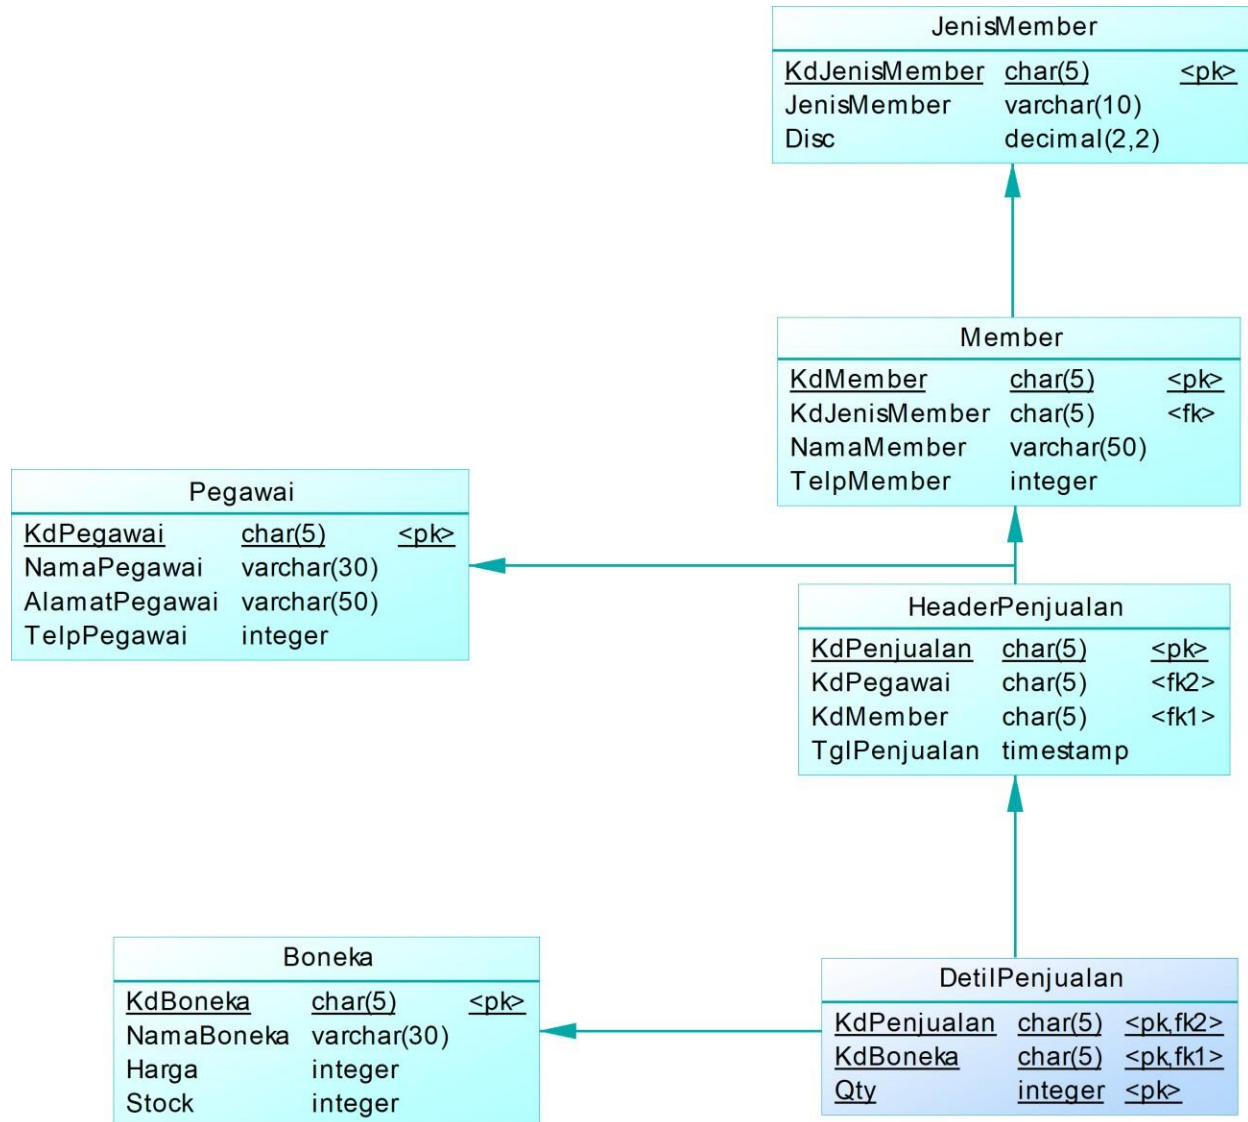 JenisMember
KdJenisMember char(5) <pk>
JenisMember varchar(10)
Disc decimal(2,2)
Member
KdMember char(5) <pk>
KdJenisMember char(5) <fk>
NamaMember varchar(50)
TelpMember integer
Pegawai
KdPegawai char(5) <pk>
NamaPegawai varchar(30)
AlamatPegawai varchar(50)
TelpPegawai integer
HeaderPenjualan
KdPenjualan char(5) <pk>
KdPegawai char(5) <fk2>
KdMember char(5) <fk1>
TglPenjualan timestamp
Boneka
KdBoneka char(5) <pk>
NamaBoneka varchar(30)
Harga integer
Stock integer
DetilPenjualan
KdPenjualan char(5) <pk,fk2>
KdBoneka char(5) <pk,fk1>
Qty integer <pk>